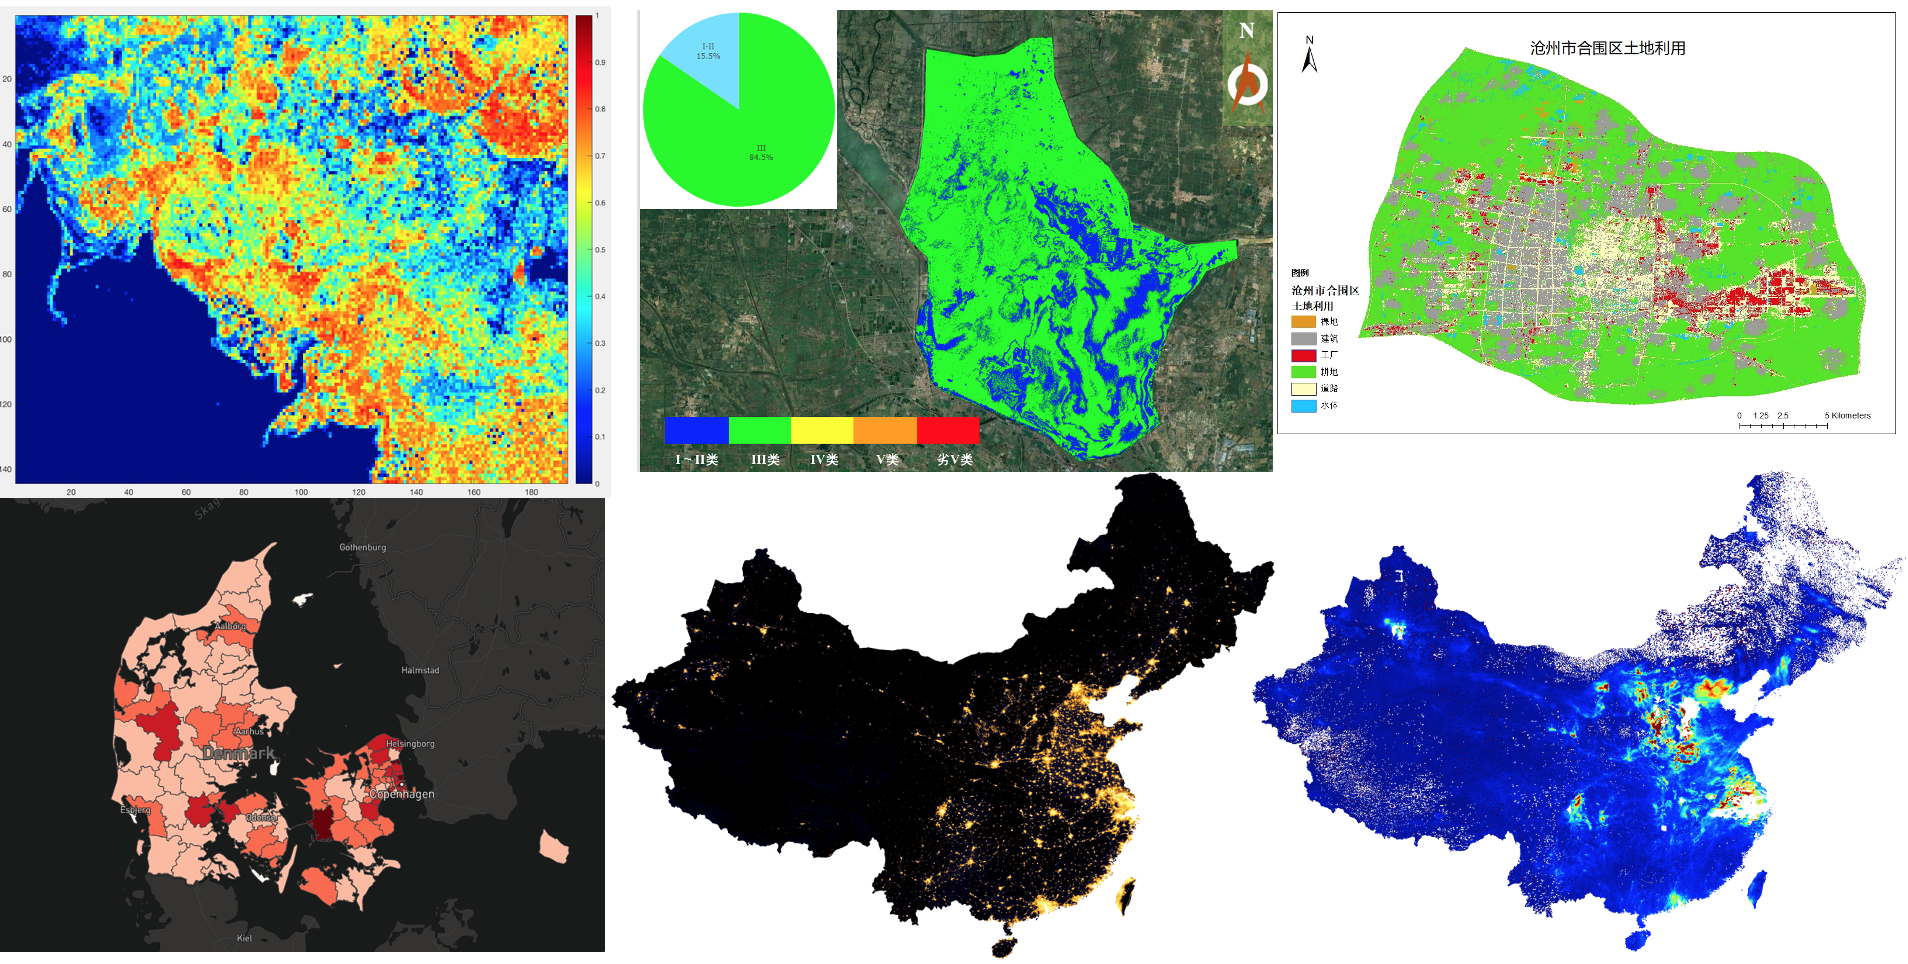 1
0.9
0.8
0.7
0.6
0.5
0.4
0.3
0.2
0.1
0
20
40
60
80
100
120
140
20 40 60 80 100 120 140 160 180
I-II
15.5%
III
84.5%
N
I~II类 III类 IV类 V类 劣V类
沧州市合围区土地利用
N
图例
沧州市合围区
土地利用
裸地
建筑
工厂
耕地
道路
水体
0 1.25 2.5 5 Kilometers
Skag
Gothenburg
Aalborg
Halmstad
Aarhus
Denmark
Helsingborg
Copenhagen
Esbjerg
Odense
Kiel